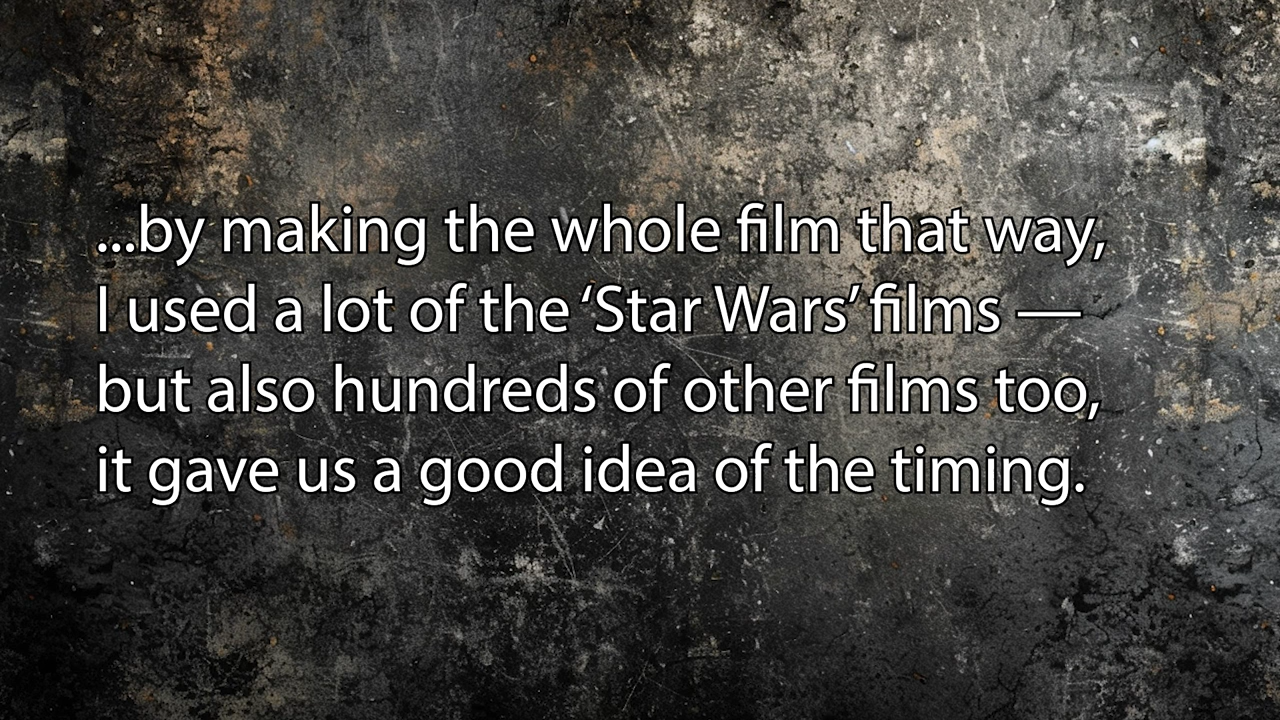 ...by making the whole film that way,
I used a lot of the ‘Star Wars’ films —
but also hundreds of other films too,
it gave us a good idea of the timing.